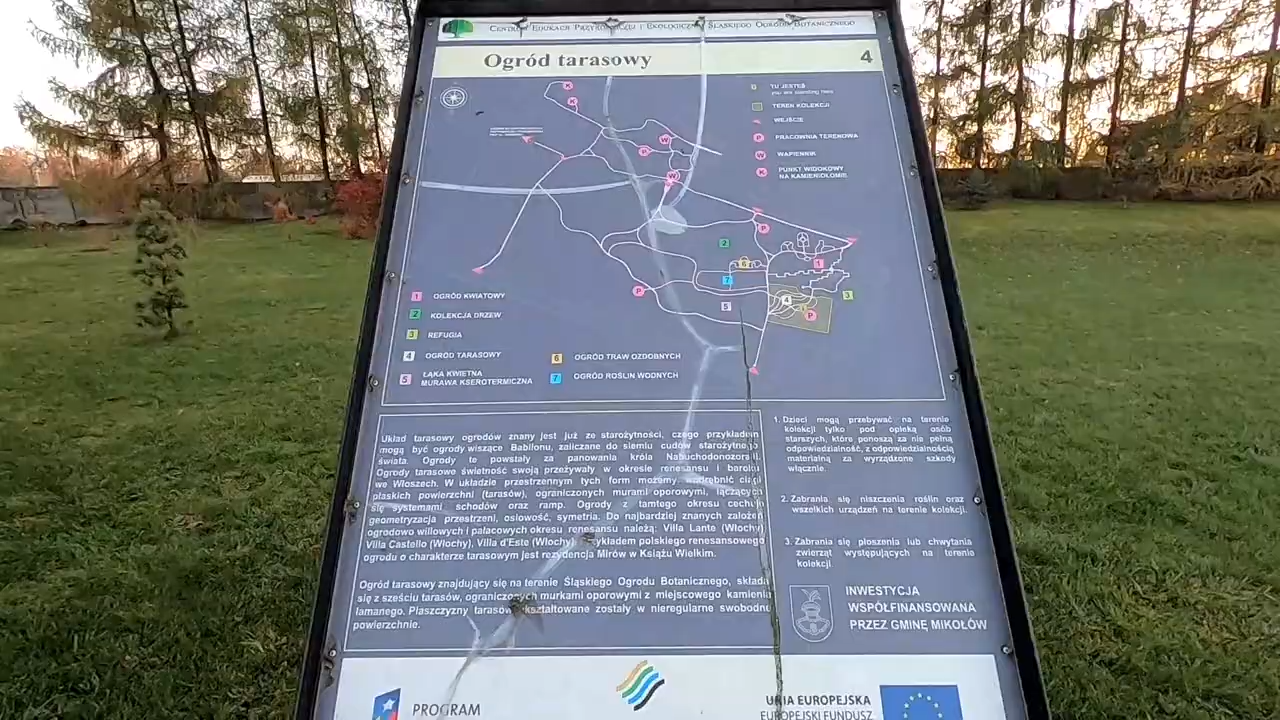 Centrum Edukacji Przyrodniczej i Ekologicznej Śląskiego Ogrodu Botanicznego
Ogród tarasowy
4
TU JESTEŚ
you are standing here
TEREN KOLEKCJI
WEJŚCIE
P PRACOWNIA TERENOWA
W WAPIENNIK
K PUNKT WIDOKOWY
NA KAMIENIOŁOMIE
1 OGRÓD KWIATOWY
2 KOLEKCJA DRZEW
3 REFUGIA
4 OGRÓD TARASOWY
5 ŁĄKA KWIETNA
MURAWA KSEROTERMICZNA
6 OGRÓD TRAW OZDOBNYCH
7 OGRÓD ROŚLIN WODNYCH
Układ tarasowy ogrodów znany jest już ze starożytności, czego przykładem
mogą być ogrody wiszące Babilonu, zaliczane do siedmiu cudów starożytnego
świata. Ogrody te powstały za panowania króla Nabuchodonozora
Ogrody tarasowe świetność swoją przeżywały w okresie renesansu i baroku
we Włoszech. W układzie przestrzennym tych form możemy wyodrębnić ciągi
płaskich powierzchni (tarasów), ograniczonych murami oporowymi, łączących
się systemami schodów oraz ramp. Ogrody z tamtego okresu cechuje
geometryzacja przestrzeni, osiowość, symetria. Do najbardziej znanych założeń
ogrodowo willowych i pałacowych okresu renesansu należą: Villa Lante (Włochy)
Villa Castello (Włochy), Villa d'Este (Włochy). Przykładem polskiego renesansowego
ogrodu o charakterze tarasowym jest rezydencja Mirów w Książu Wielkim.
Ogród tarasowy znajdujący się na terenie Śląskiego Ogrodu Botanicznego, składa
się z sześciu tarasów, ograniczonych murkami oporowymi z miejscowego kamienia
łamanego. Płaszczyzny tarasów kształtowane zostały w nieregularne swobodne
powierzchnie.
1. Dzieci mogą przebywać na terenie
kolekcji tylko pod opieką osób
starszych, które ponoszą za nie pełną
odpowiedzialność, z odpowiedzialnością
materialną za wyrządzone szkody
włącznie.
2. Zabrania się niszczenia roślin oraz
wszelkich urządzeń na terenie kolekcji.
3. Zabrania się płoszenia lub chwytania
zwierząt występujących na terenie
kolekcji
INWESTYCJA
WSPÓŁFINANSOWANA
PRZEZ GMINĘ MIKOŁÓW
PROGRAM
UNIA EUROPEJSKA
EUROPEJSKI FUNDUSZ